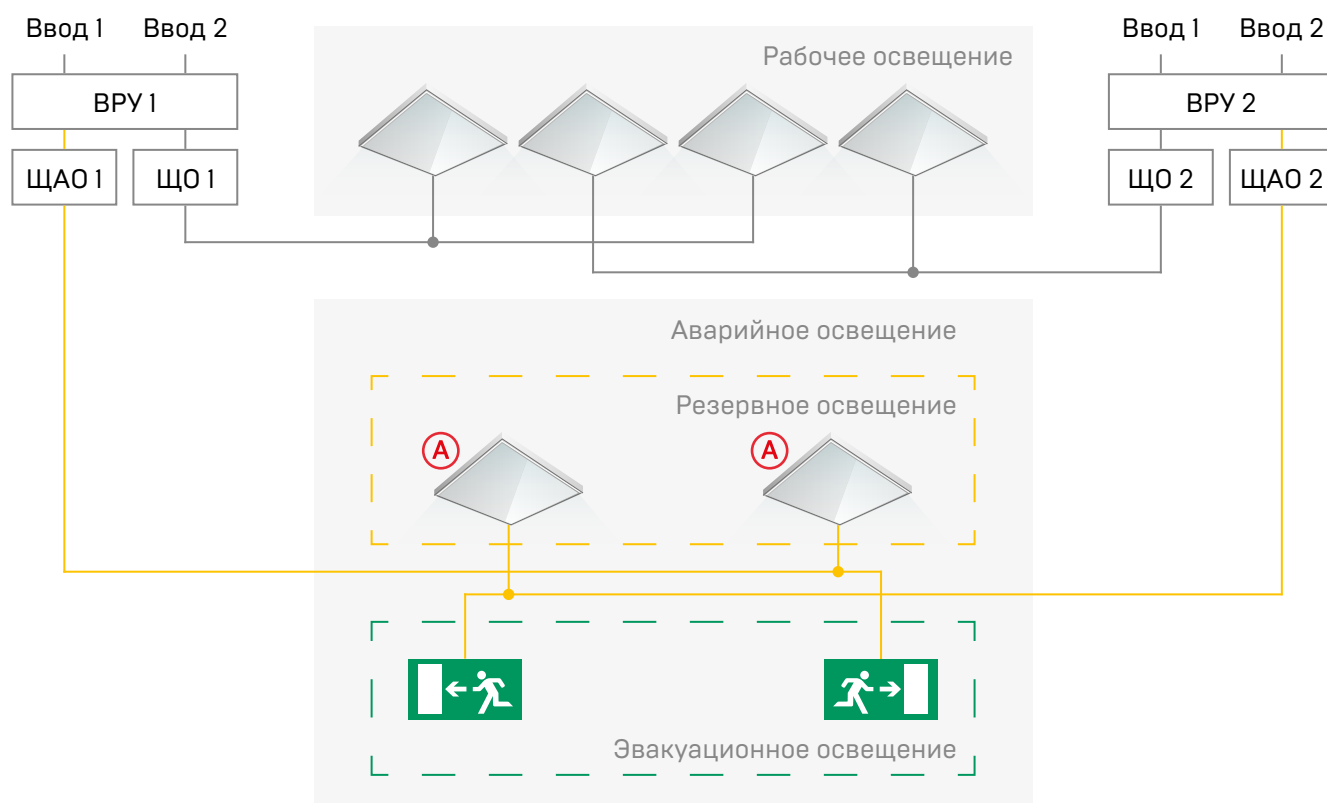 Ввод 1
Ввод 2
ВРУ 1
ЩАО 1
ЩО 1
Рабочее освещение
Ввод 1
Ввод 2
ВРУ 2
ЩО 2
ЩАО 2
Аварийное освещение
Резервное освещение
А
А
Эвакуационное освещение